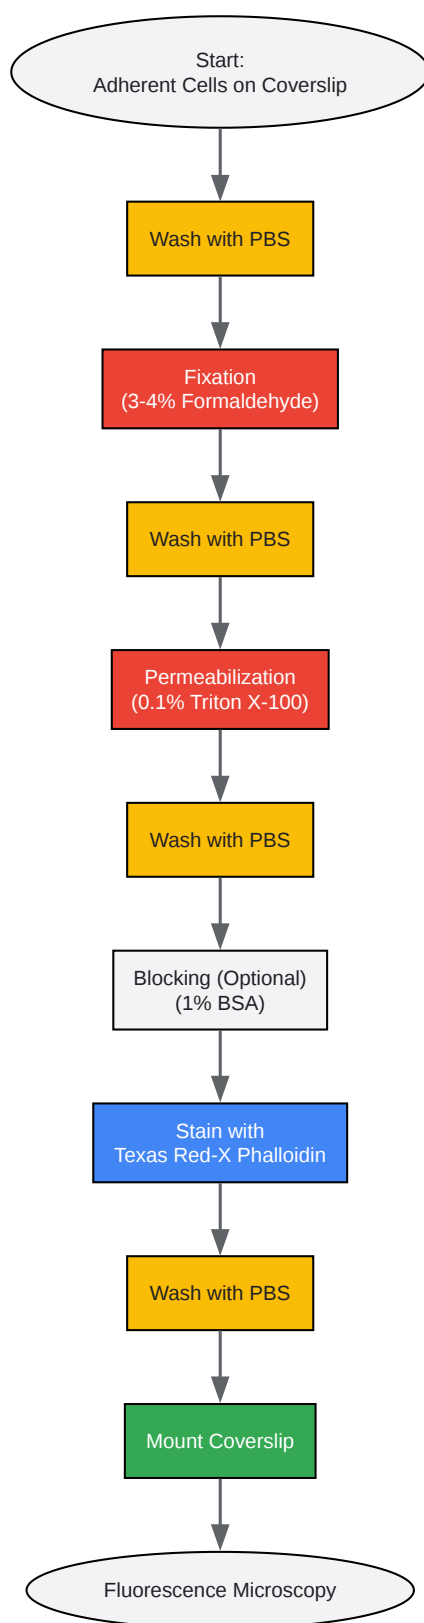 Start:
Adherent Cells on Coverslip
Wash with PBS
Fixation
(3-4% Formaldehyde)
Wash with PBS
Permeabilization
(0.1% Triton X-100)
Wash with PBS
Blocking (Optional)
(1% BSA)
Stain with
Texas Red-X Phalloidin
Wash with PBS
Mount Coverslip
Fluorescence Microscopy